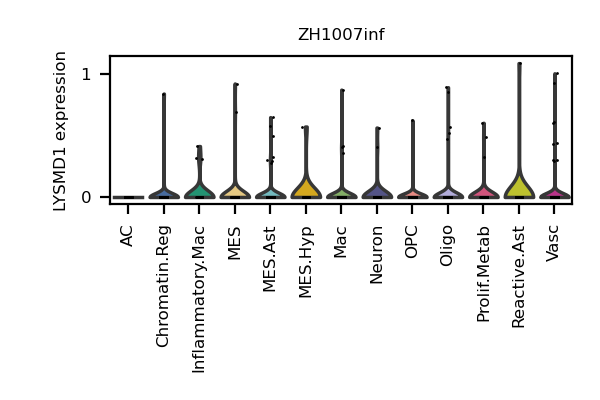 ZH1007inf
LYSMD1 expression
1
0
AC
Chromatin.Reg
Inflammatory.Mac
MES
MES.Ast
MES.Hyp
Mac
Neuron
OPC
Oligo
Prolif.Metab
Reactive.Ast
Vasc